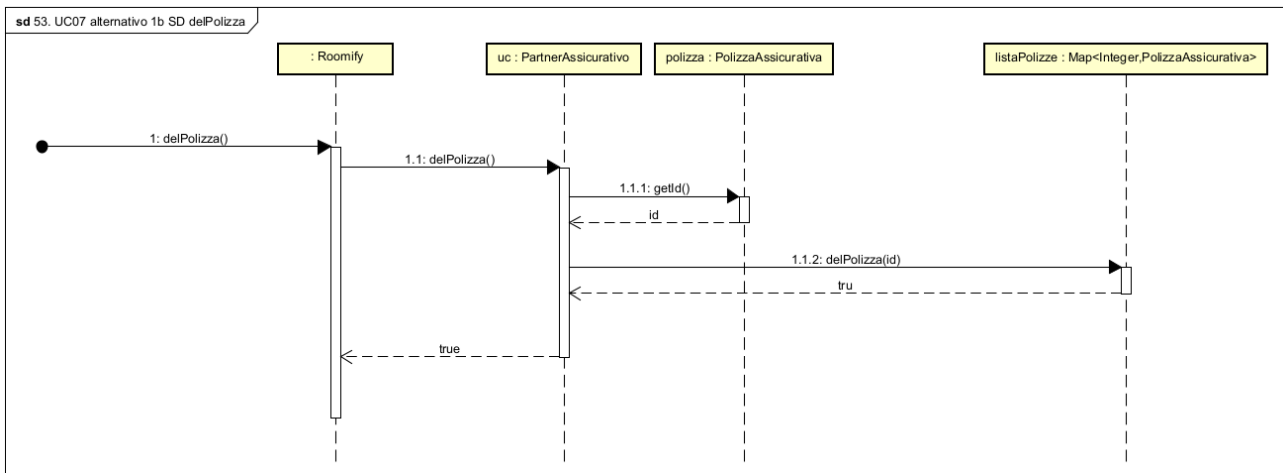 sd 53. UC07 alternativo 1b SD delPolizza
: Roomify
uc : PartnerAssicurativo
polizza : PolizzaAssicurativa
listaPolizze : Map<Integer,PolizzaAssicurativa>
1: delPolizza()
1.1: delPolizza()
1.1.1: getId()
id
1.1.2: delPolizza(id)
tru
true